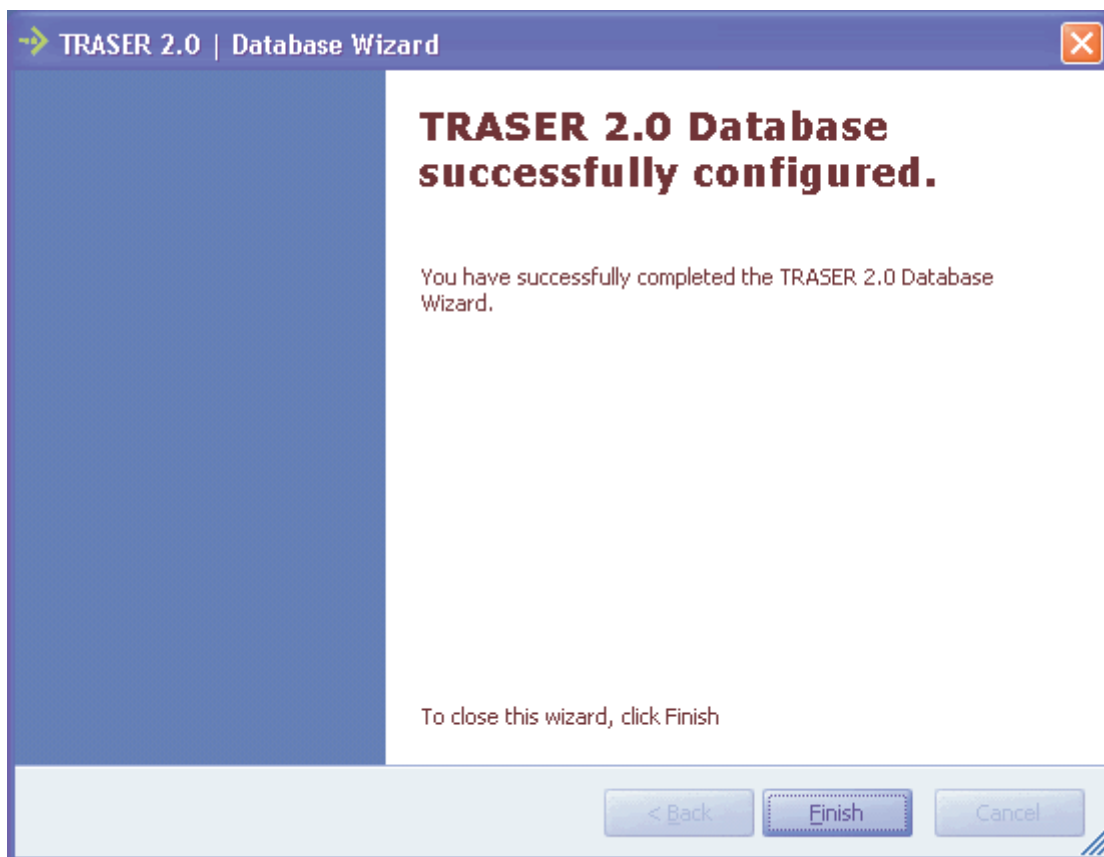 TRASER 2.0 | Database Wizard
TRASER 2.0 Database
successfully configured.
You have successfully completed the TRASER 2.0 Database
Wizard.
To close this wizard, click Finish
< Back
Finish
Cancel